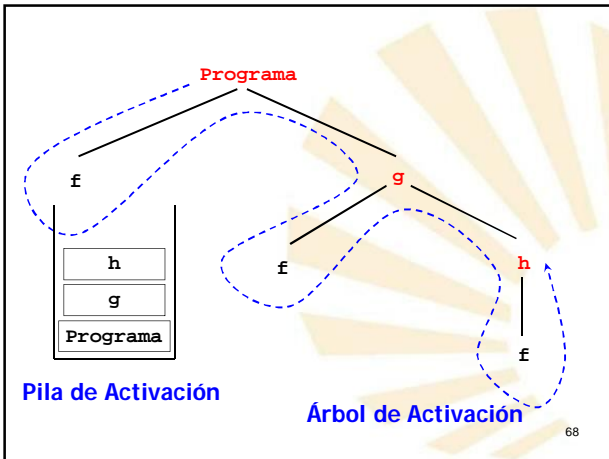 Programa
f
g
f
h
h
g
Programa
f
Pila de Activación
Árbol de Activación
68